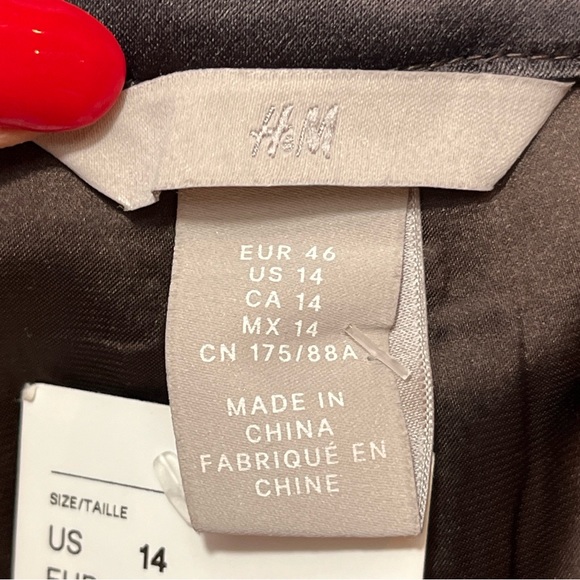 H&M
EUR 46
US 14
CA 14
MX 14
CN 175/88A
MADE IN
CHINA
FABRIQUÉ EN
CHINE
SIZE/TAILLE
US 14
EUR